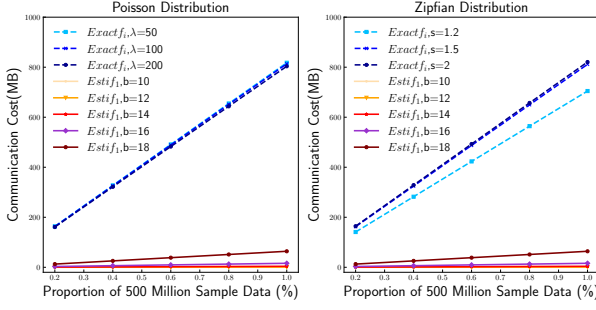 Poisson Distribution
Communication Cost(MB)
1000
800
600
400
200
0
Exactf_i,λ=50
Exactf_i,λ=100
Exactf_i,λ=200
Estif_1,b=10
Estif_1,b=12
Estif_1,b=14
Estif_1,b=16
Estif_1,b=18
0.2 0.3 0.4 0.5 0.6 0.7 0.8 0.9 1.0
Proportion of 500 Million Sample Data (%)
Zipfian Distribution
Communication Cost(MB)
1000
800
600
400
200
0
Exactf_i,s=1.2
Exactf_i,s=1.5
Exactf_i,s=2
Estif_1,b=10
Estif_1,b=12
Estif_1,b=14
Estif_1,b=16
Estif_1,b=18
0.2 0.3 0.4 0.5 0.6 0.7 0.8 0.9 1.0
Proportion of 500 Million Sample Data (%)